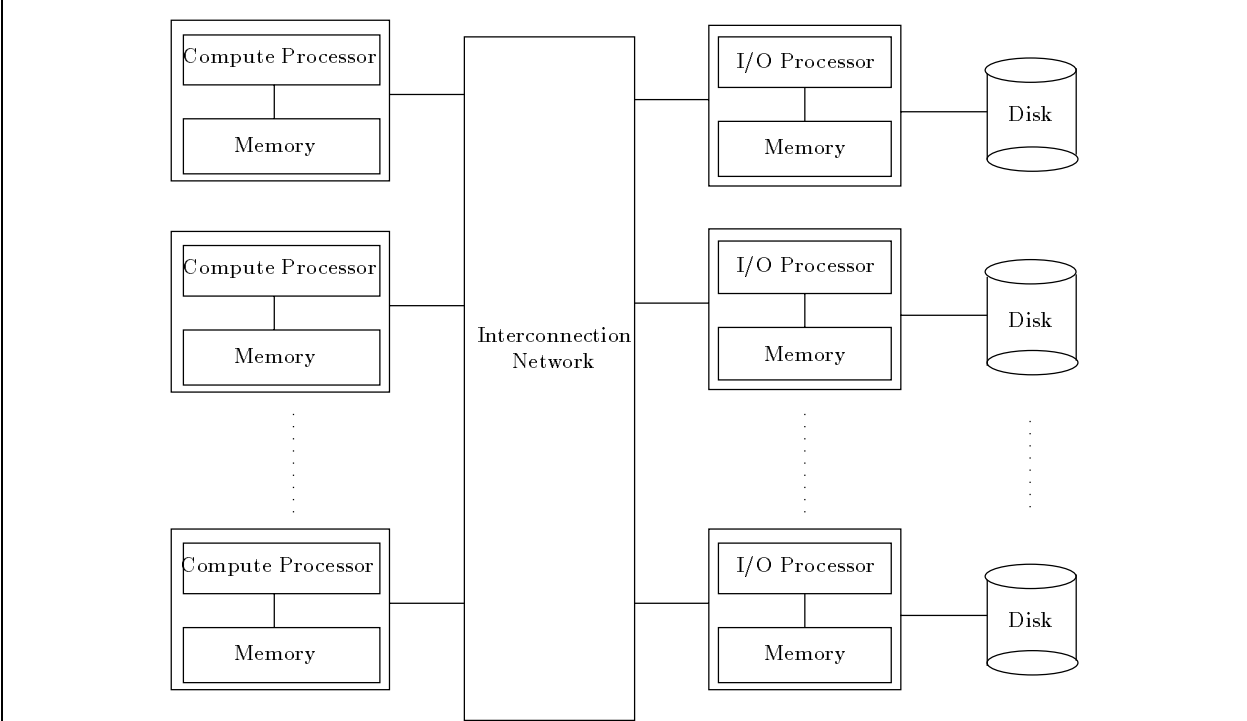 Compute Processor
Memory
I/O Processor
Memory
Disk
Compute Processor
Memory
I/O Processor
Memory
Disk
Interconnection
Network
Compute Processor
Memory
I/O Processor
Memory
Disk